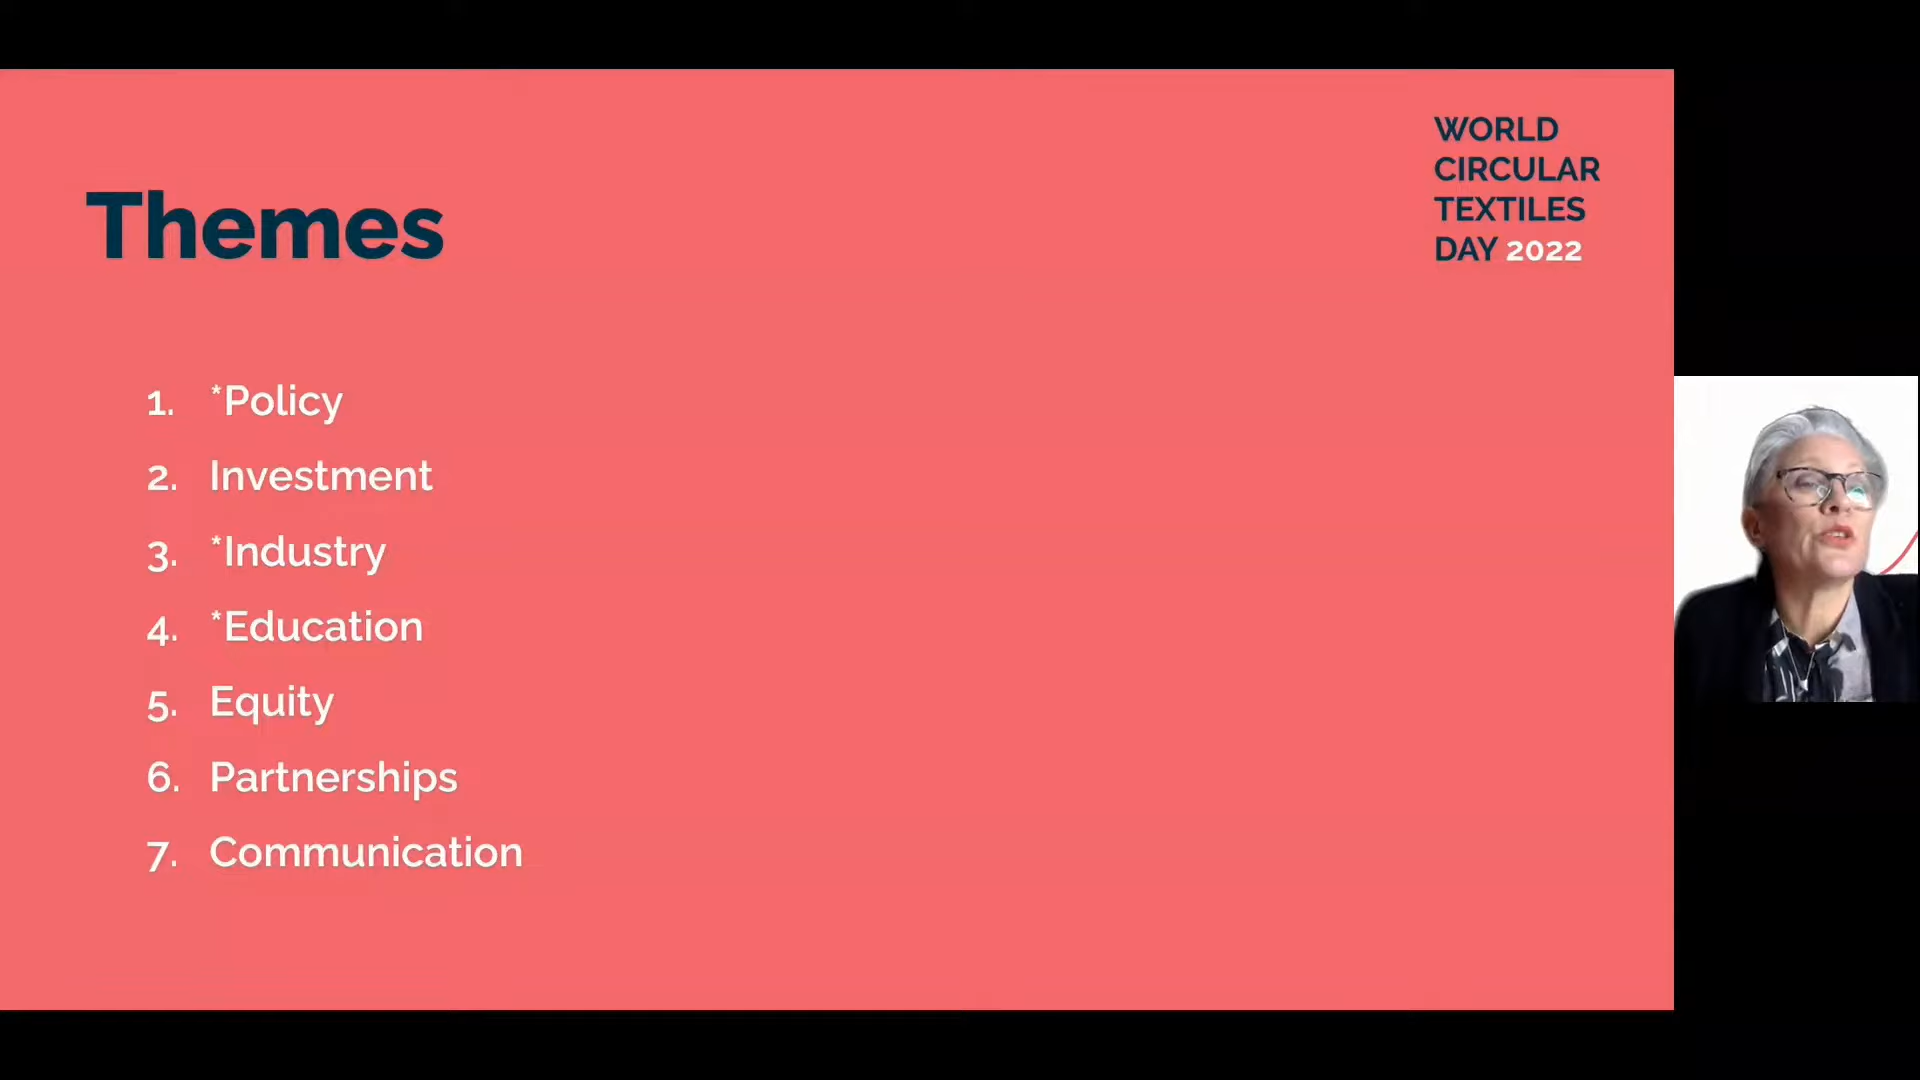 Themes
WORLD
CIRCULAR
TEXTILES
DAY 2022
1. *Policy
2. Investment
3. *Industry
4. *Education
5. Equity
6. Partnerships
7. Communication